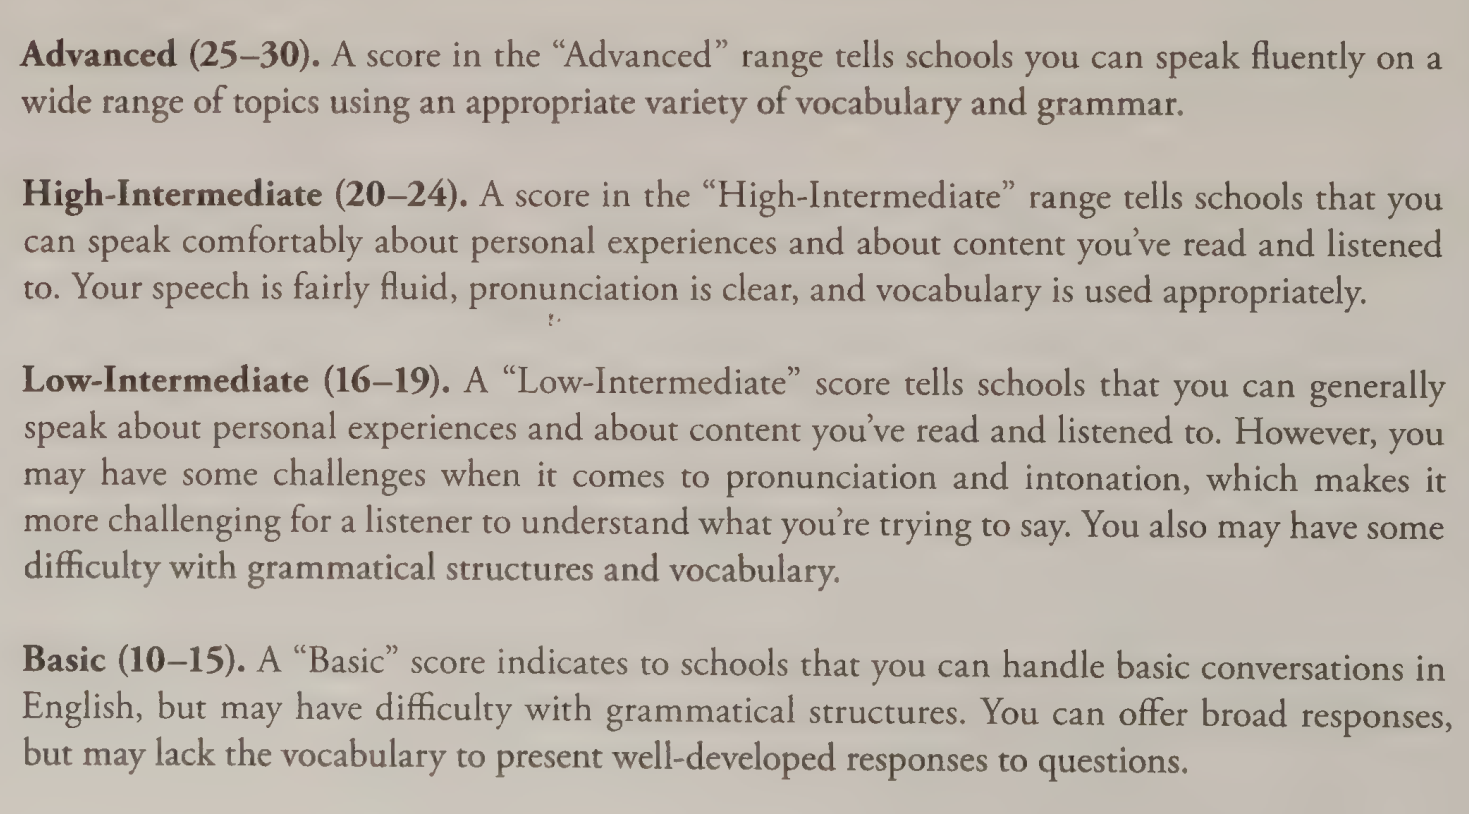 Advanced (25–30). A score in the “Advanced” range tells schools you can speak fluently on a
wide range of topics using an appropriate variety of vocabulary and grammar.
High-Intermediate (20–24). A score in the “High-Intermediate” range tells schools that you
can speak comfortably about personal experiences and about content you’ve read and listened
to. Your speech is fairly fluid, pronunciation is clear, and vocabulary is used appropriately.
Low-Intermediate (16–19). A “Low-Intermediate” score tells schools that you can generally
speak about personal experiences and about content you’ve read and listened to. However, you
may have some challenges when it comes to pronunciation and intonation, which makes it
more challenging for a listener to understand what you’re trying to say. You also may have some
difficulty with grammatical structures and vocabulary.
Basic (10–15). A “Basic” score indicates to schools that you can handle basic conversations in
English, but may have difficulty with grammatical structures. You can offer broad responses,
but may lack the vocabulary to present well-developed responses to questions.